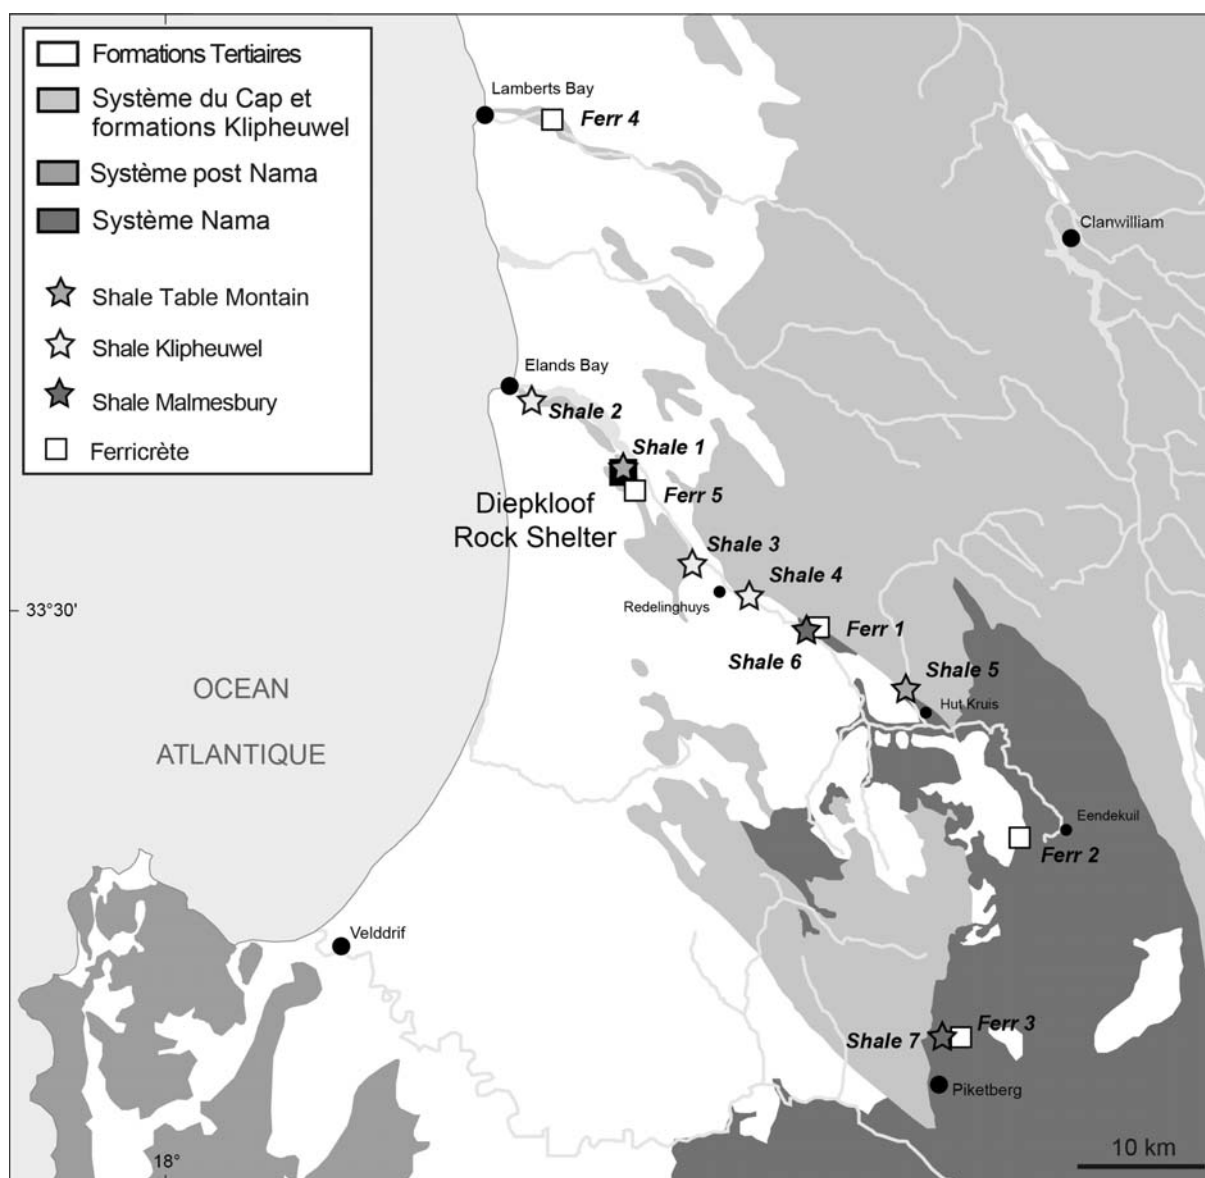 Formations Tertiaires
Système du Cap et
formations Klipheuwel
Système post Nama
Système Nama
Shale Table Montain
Shale Klipheuwel
Shale Malmesbury
Ferricrète
Lamberts Bay
Ferr 4
Clanwilliam
Elands Bay
Shale 2
Shale 1
Diepkloof
Rock Shelter
Ferr 5
Shale 3
Shale 4
Redelinghuys
33°30'
Ferr 1
Shale 6
Shale 5
Hut Kruis
OCEAN
ATLANTIQUE
Eendekuil
Ferr 2
Velddrif
Shale 7
Ferr 3
Piketberg
10 km
18°